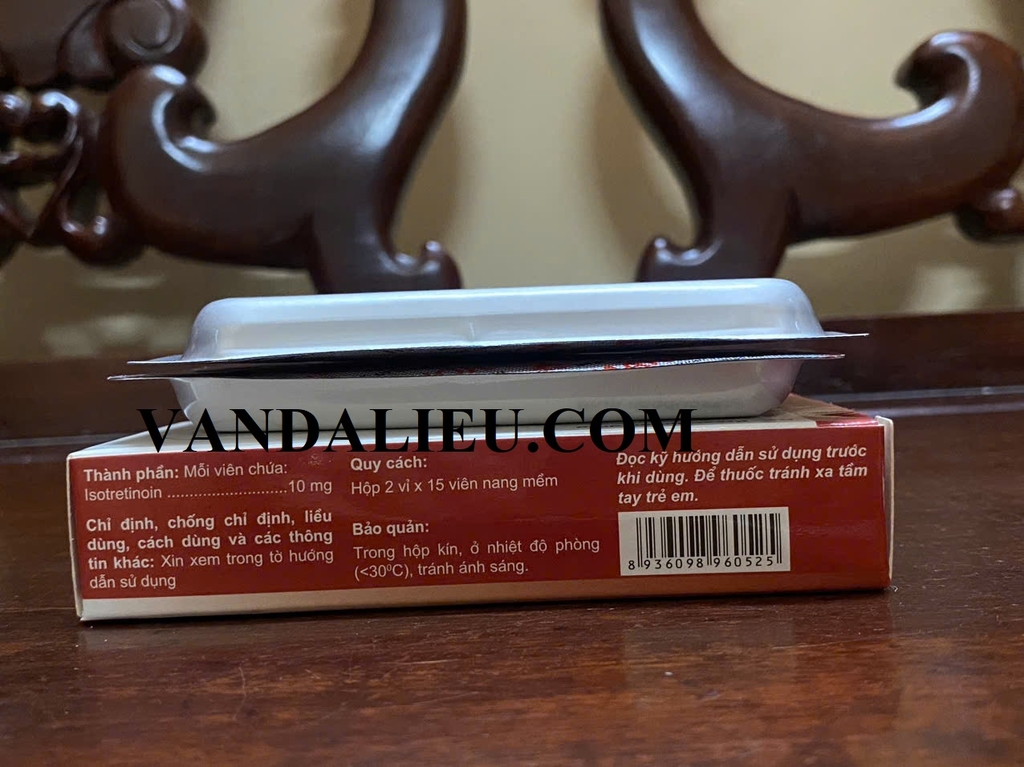 VANDALIEU.COM
Thành phần: Mỗi viên chứa:
Isotretinoin ............................10 mg
Chỉ định, chống chỉ định, liều
dùng, cách dùng và các thông
tin khác: Xin xem trong tờ hướng
dẫn sử dụng
Quy cách:
Hộp 2 vỉ x 15 viên nang mềm
Bảo quản:
Trong hộp kín, ở nhiệt độ phòng
(<30⁰C), tránh ánh sáng.
Đọc kỹ hướng dẫn sử dụng trước
khi dùng. Để thuốc tránh xa tầm
tay trẻ em.
8 936098 960525